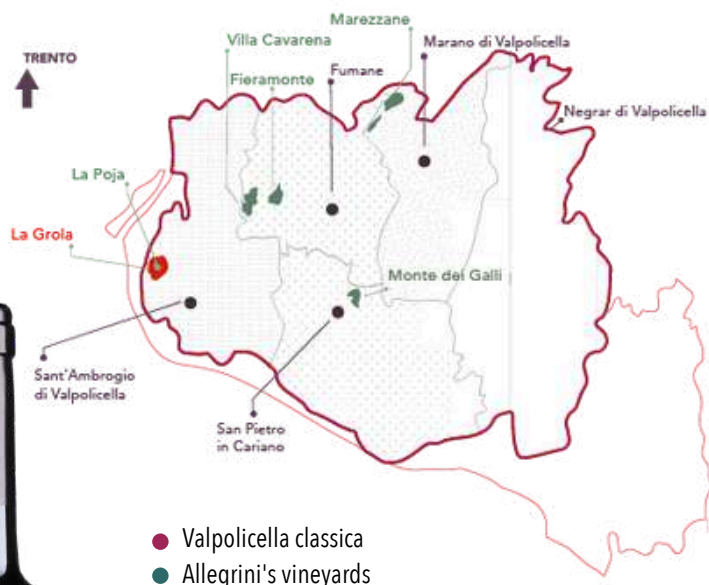 Marezzane
Villa Cavarena
Marano di Valpolicella
TRENTO
Fieramonte
Fumane
Negrar di Valpolicella
La Poja
La Grola
Monte dei Galli
Sant'Ambrogio
di Valpolicella
San Pietro
in Cariano
Valpolicella classica
Allegrini's vineyards